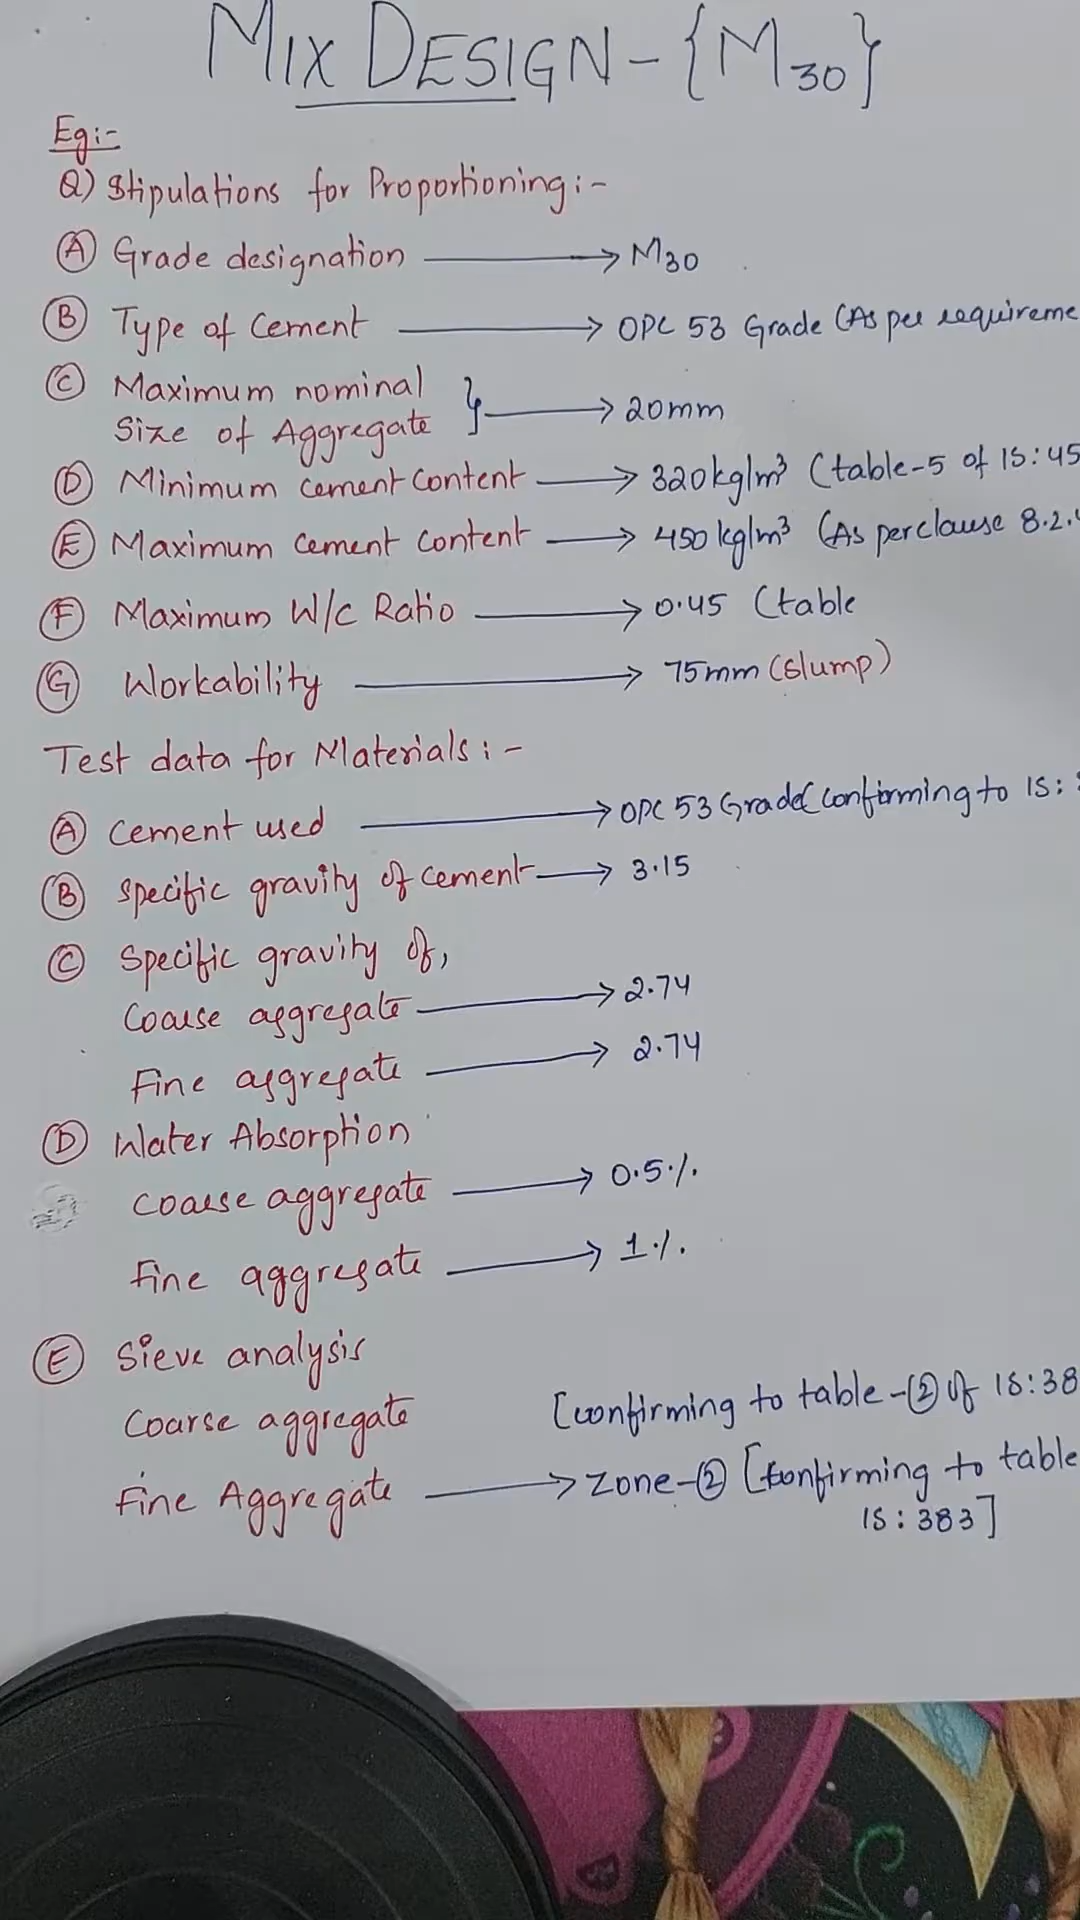 MIX DESIGN - {M30}
Eg:-
Q) Stipulations for Proportioning:-
(A) Grade designation → M30
(B) Type of Cement → OPC 53 Grade (As per requireme
(C) Maximum nominal
Size of Aggregate } → 20mm
(D) Minimum cement content → 320kg/m³ (table-5 of IS:45
(E) Maximum cement content → 450kg/m³ (As per clause 8.2.4
(F) Maximum W/C Ratio → 0.45 (table
(G) Workability → 75mm (slump)
Test data for Materials:-
(A) Cement used → OPC 53 Grade (confirming to IS:
(B) Specific gravity of cement → 3.15
(C) Specific gravity of,
Coarse aggregate → 2.74
Fine aggregate → 2.74
(D) Water Absorption
Coarse aggregate → 0.5%.
Fine aggregate → 1%.
(E) Sieve analysis
Coarse aggregate [confirming to table-(2) of IS:38
Fine Aggregate → Zone-(2) [confirming to table
IS:383]